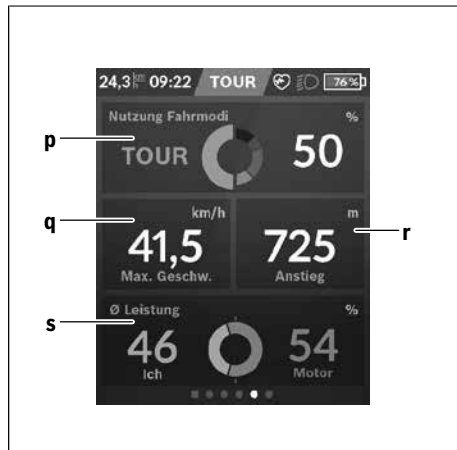 24,3 km/h 09:22 TOUR 76 %
Nutzung Fahrmodi %
p TOUR 50
q km/h m r
41,5 725
Max. Geschw. Anstieg
s Ø Leistung %
46 54
Ich Motor